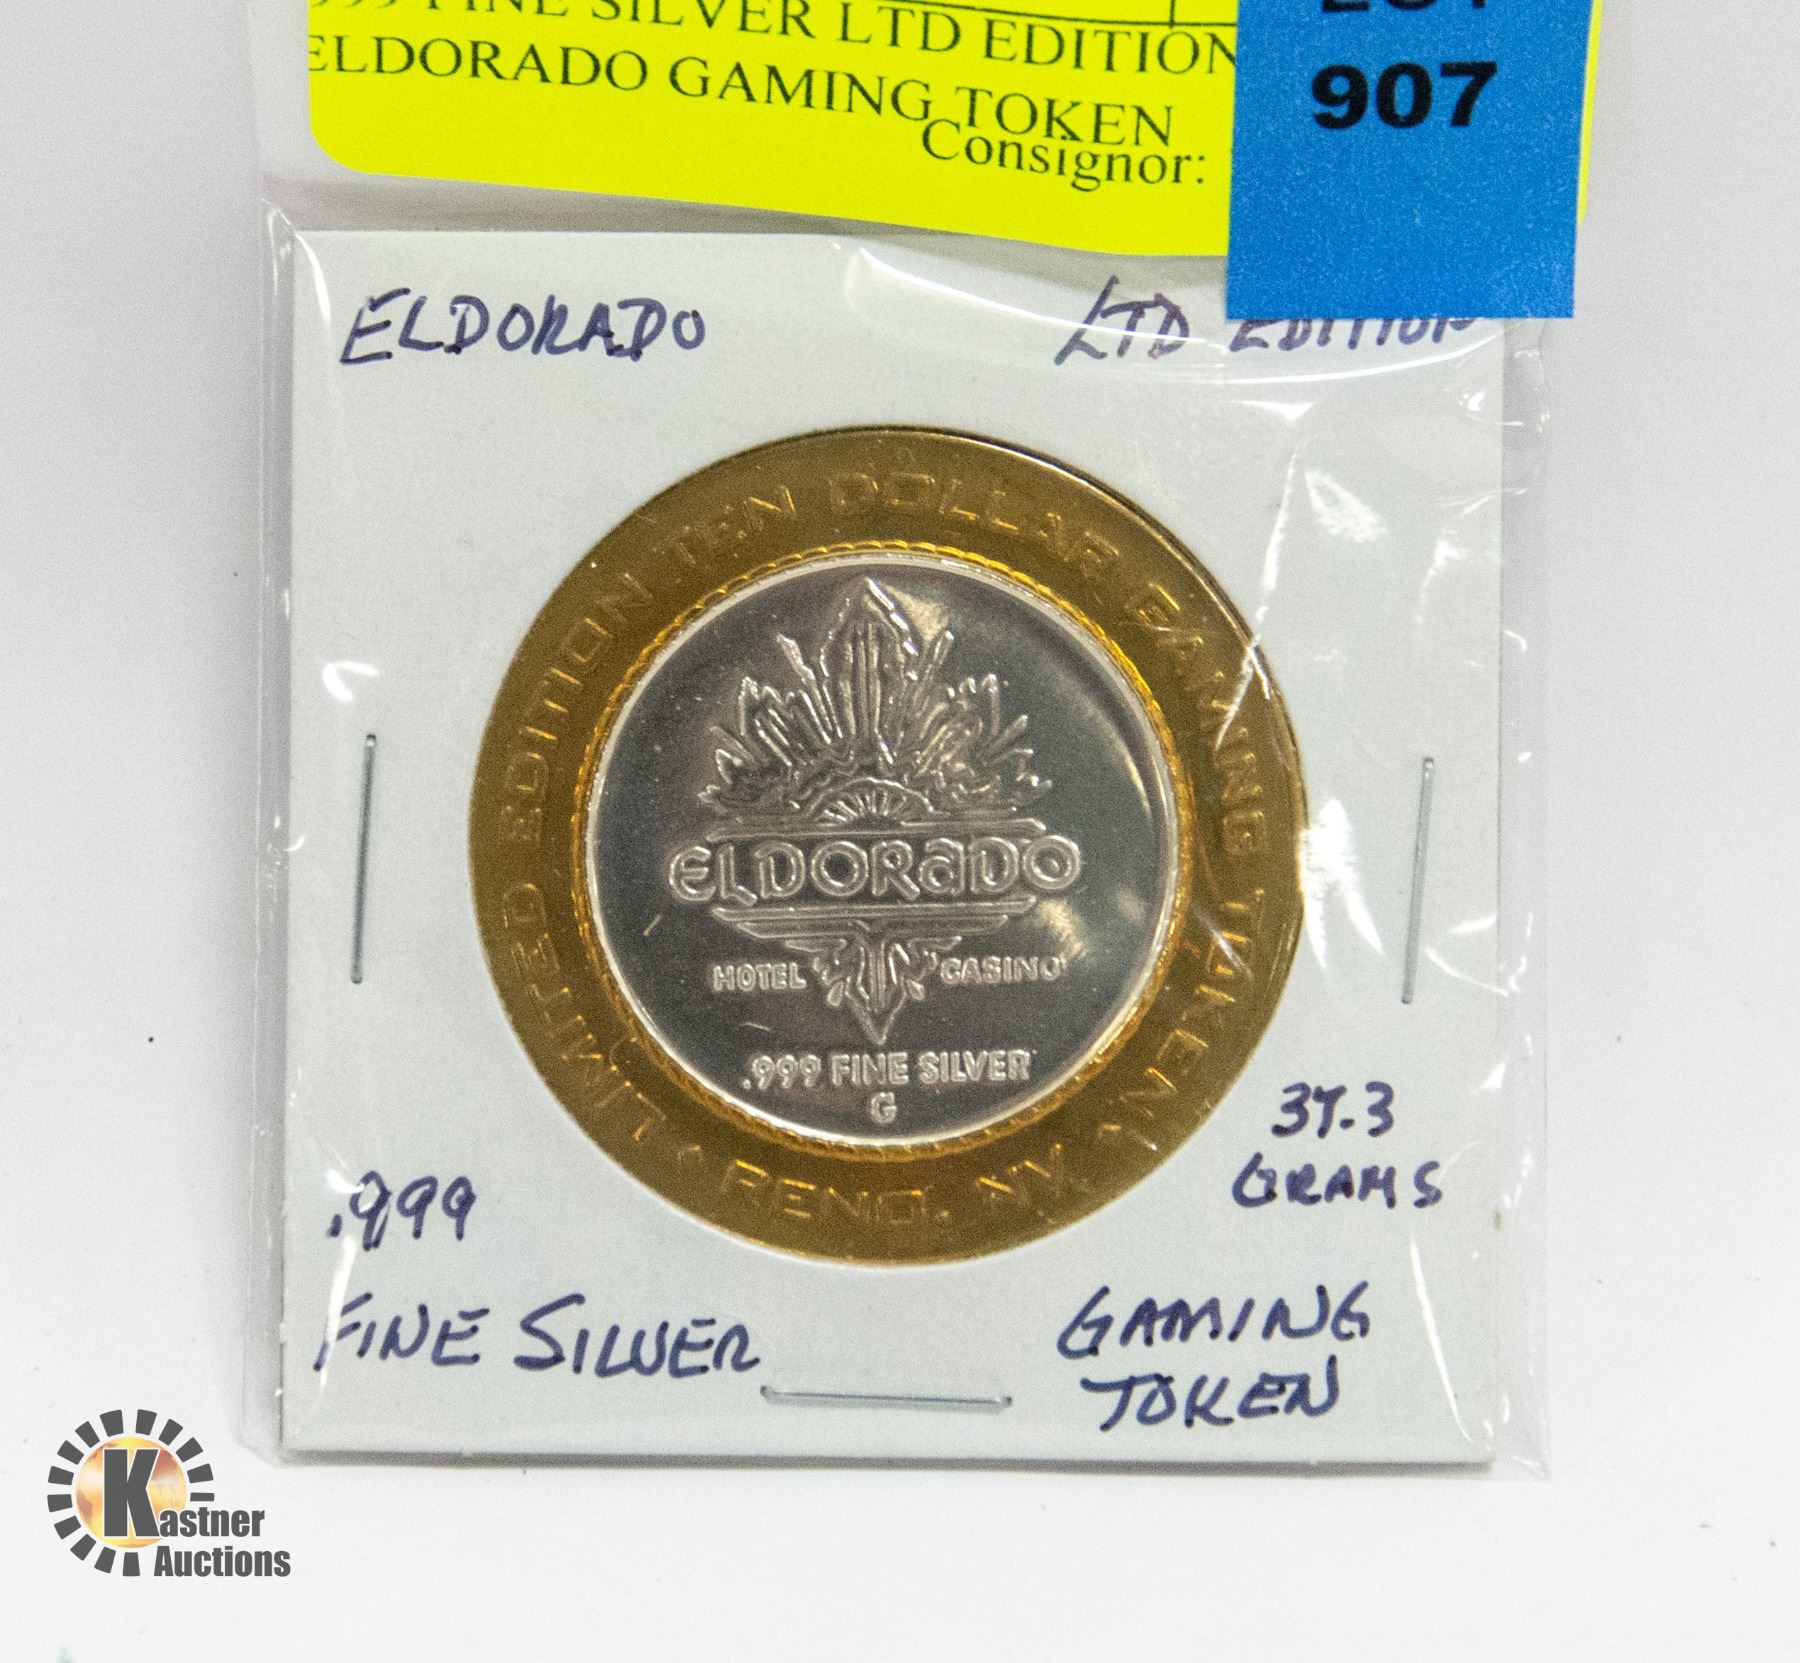 999 FINE SILVER LTD EDITION
ELDORADO GAMING TOKEN
Consignor:
LOT
907
ELDORADO
LTD EDITION
LIMITED EDITION TEN DOLLAR GAMING TOKEN
RENO, NV
ELDORADO
HOTEL CASINO
.999 FINE SILVER
G
37.3
GRAMS
.999
FINE SILVER
GAMING
TOKEN
Kastner
Auctions